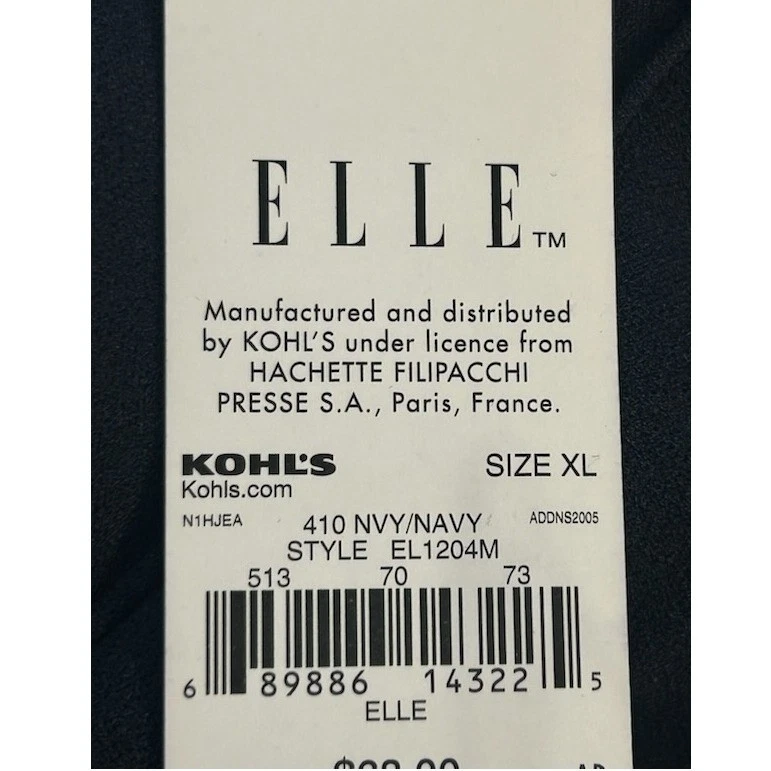 ELLE™
Manufactured and distributed
by KOHL'S under licence from
HACHETTE FILIPACCHI
PRESSE S.A., Paris, France.
KOHL'S SIZE XL
Kohls.com
N1HJEA 410 NVY/NAVY ADDNS2005
STYLE EL1204M
513 70 73
6 89886 14322 5
ELLE